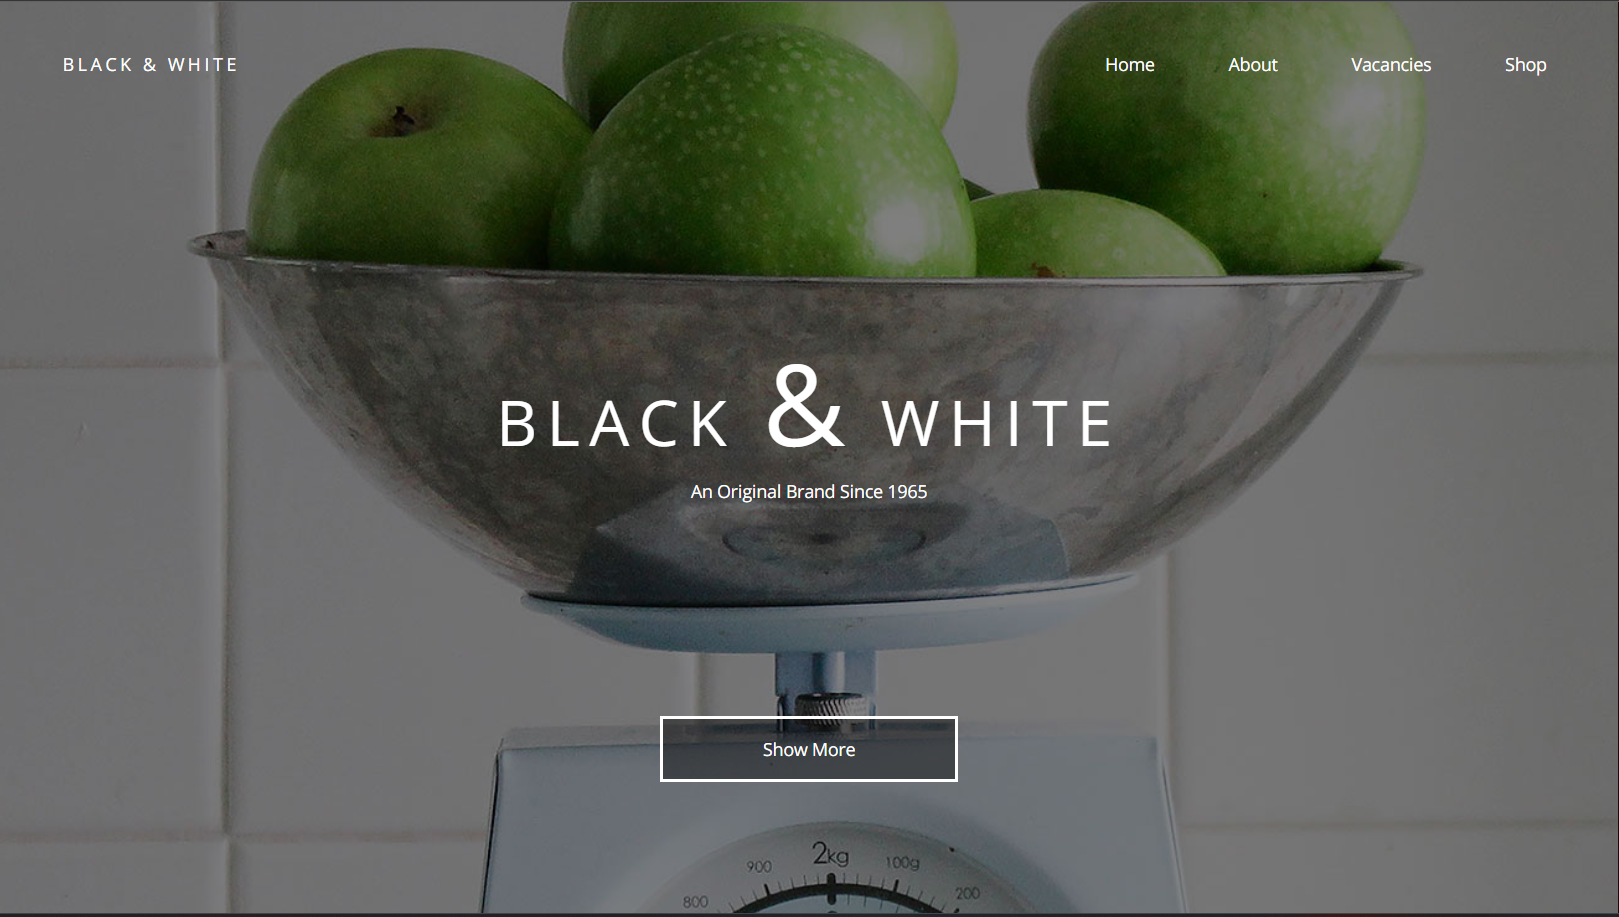 BLACK & WHITE
Home About Vacancies Shop
BLACK & WHITE
An Original Brand Since 1965
Show More
2kg
900 100g
800 200